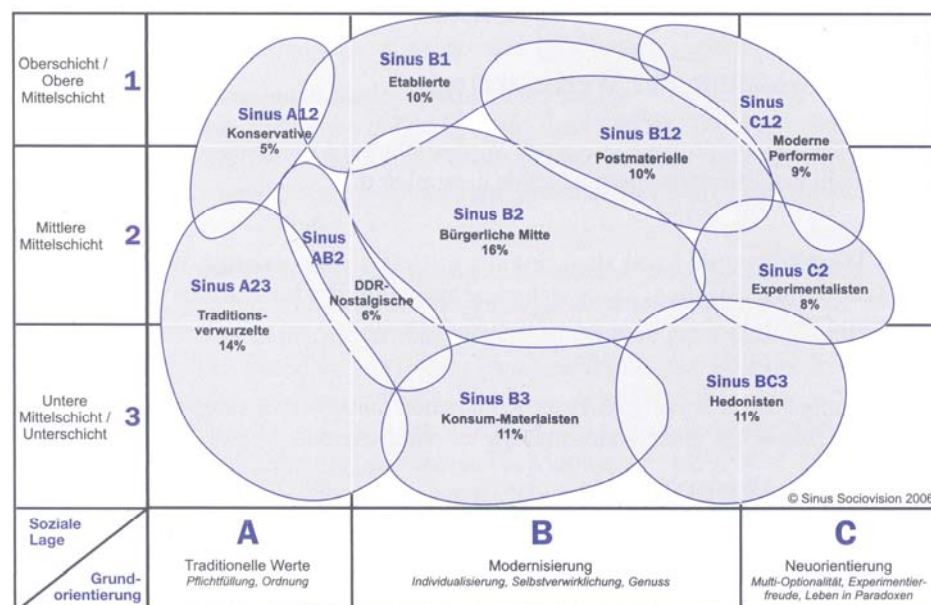 Oberschicht /
Obere
Mittelschicht
1
Mittlere
Mittelschicht
2
Untere
Mittelschicht /
Unterschicht
3
Sinus B1
Etablierte
10%
Sinus A12
Konservative
5%
Sinus B12
Postmaterielle
10%
Sinus
C12
Moderne
Performer
9%
Sinus B2
Bürgerliche Mitte
16%
Sinus
AB2
DDR-
Nostalgische
6%
Sinus A23
Traditions-
verwurzelte
14%
Sinus C2
Experimentalisten
8%
Sinus B3
Konsum-Materialsten
11%
Sinus BC3
Hedonisten
11%
© Sinus Sociovision 2006
Soziale
Lage
Grund-
orientierung
A
Traditionelle Werte
Pflichtfüllung, Ordnung
B
Modernisierung
Individualisierung, Selbstverwirklichung, Genuss
C
Neuorientierung
Multi-Optionalität, Experimentier-
freude, Leben in Paradoxen